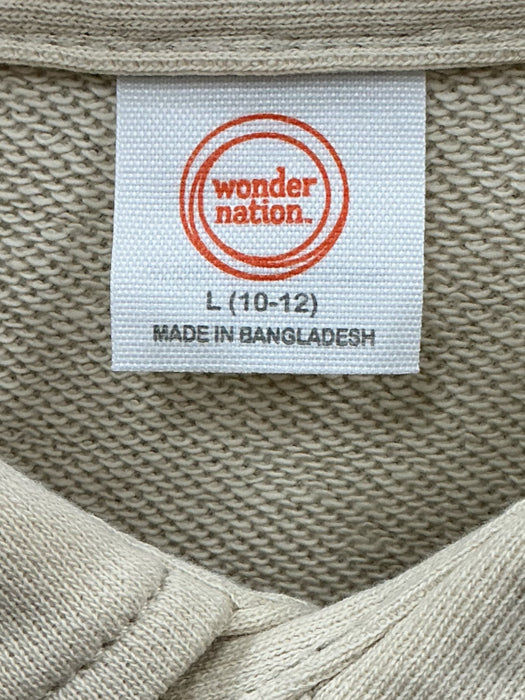 wonder
nation.
L (10-12)
MADE IN BANGLADESH